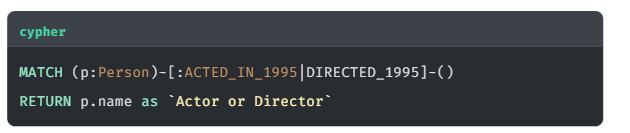 cypher
MATCH (p:Person)-[:ACTED_IN_1995|DIRECTED_1995]-()
RETURN p.name as `Actor or Director`